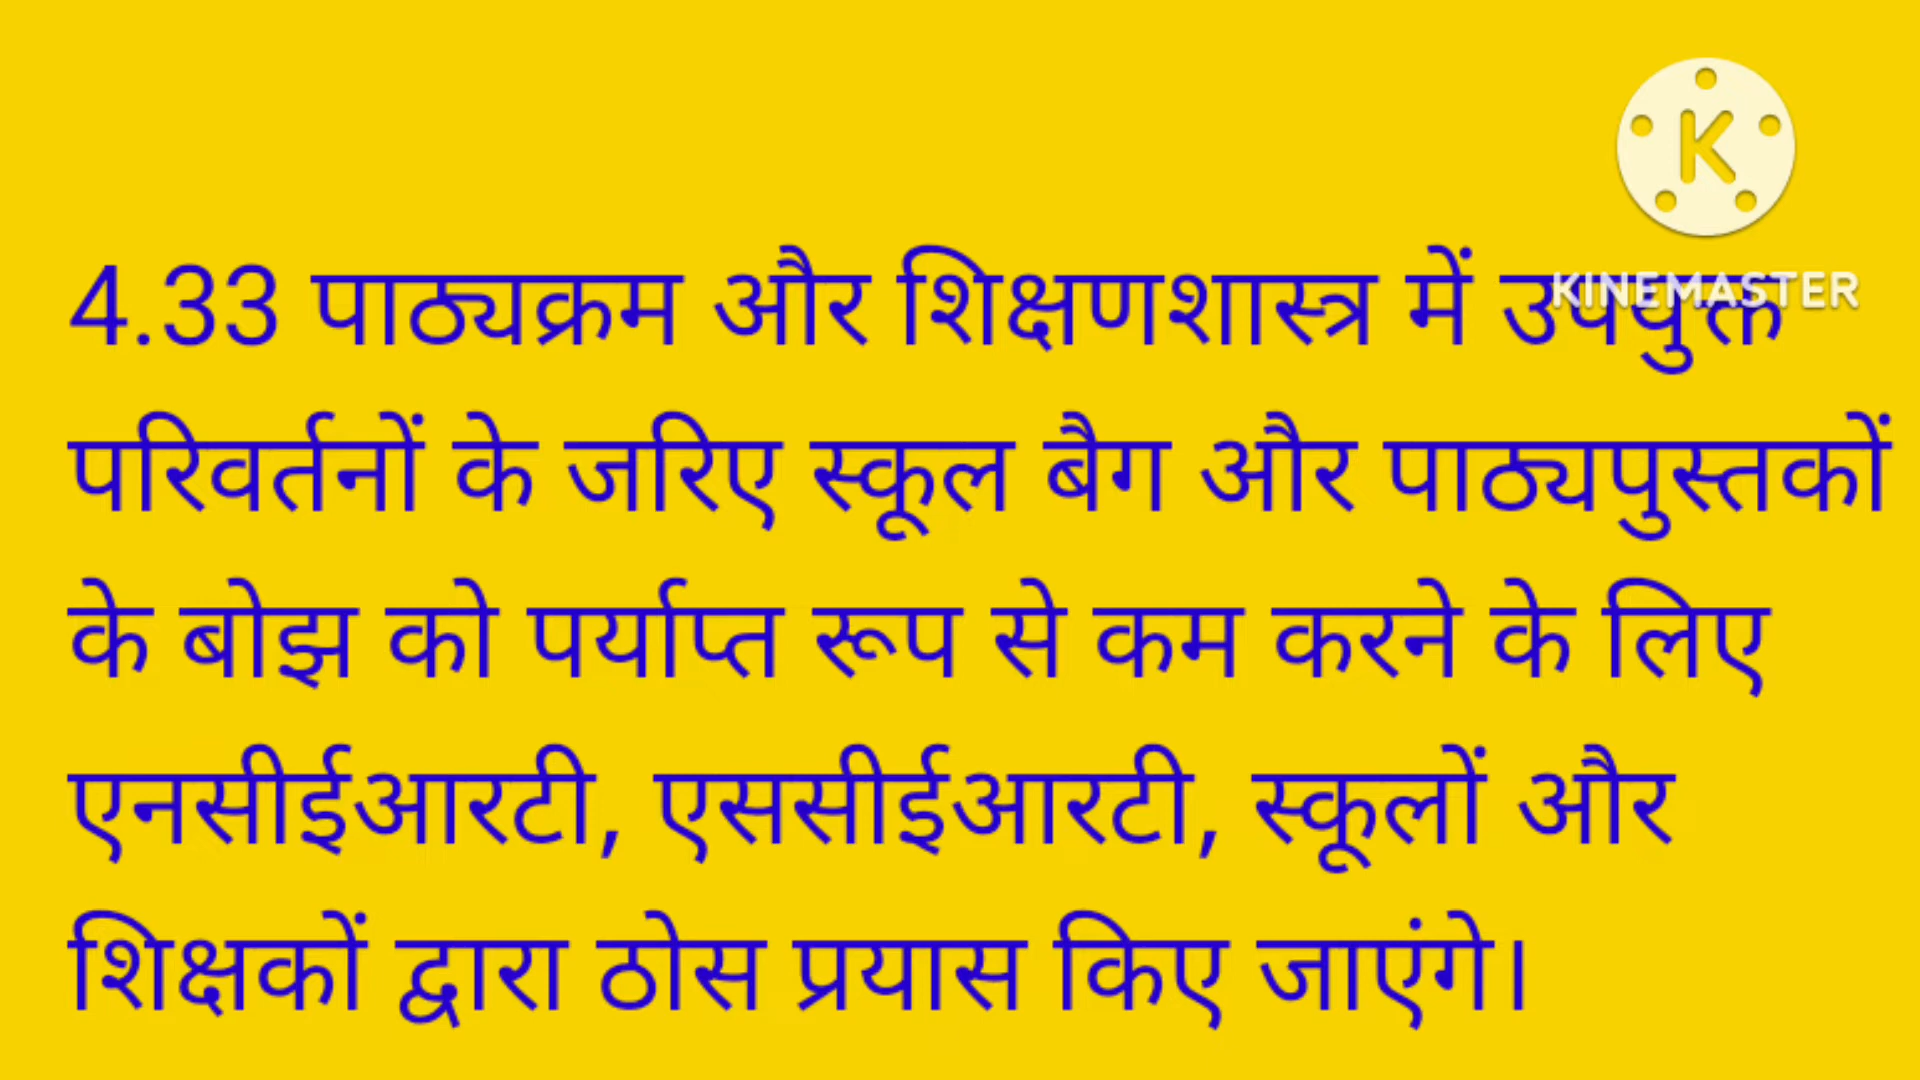 K
KINEMASTER
4.33 पाठ्यक्रम और शिक्षणशास्त्र में उपयुक्त
परिवर्तनों के जरिए स्कूल बैग और पाठ्यपुस्तकों
के बोझ को पर्याप्त रूप से कम करने के लिए
एनसीईआरटी, एससीईआरटी, स्कूलों और
शिक्षकों द्वारा ठोस प्रयास किए जाएंगे।